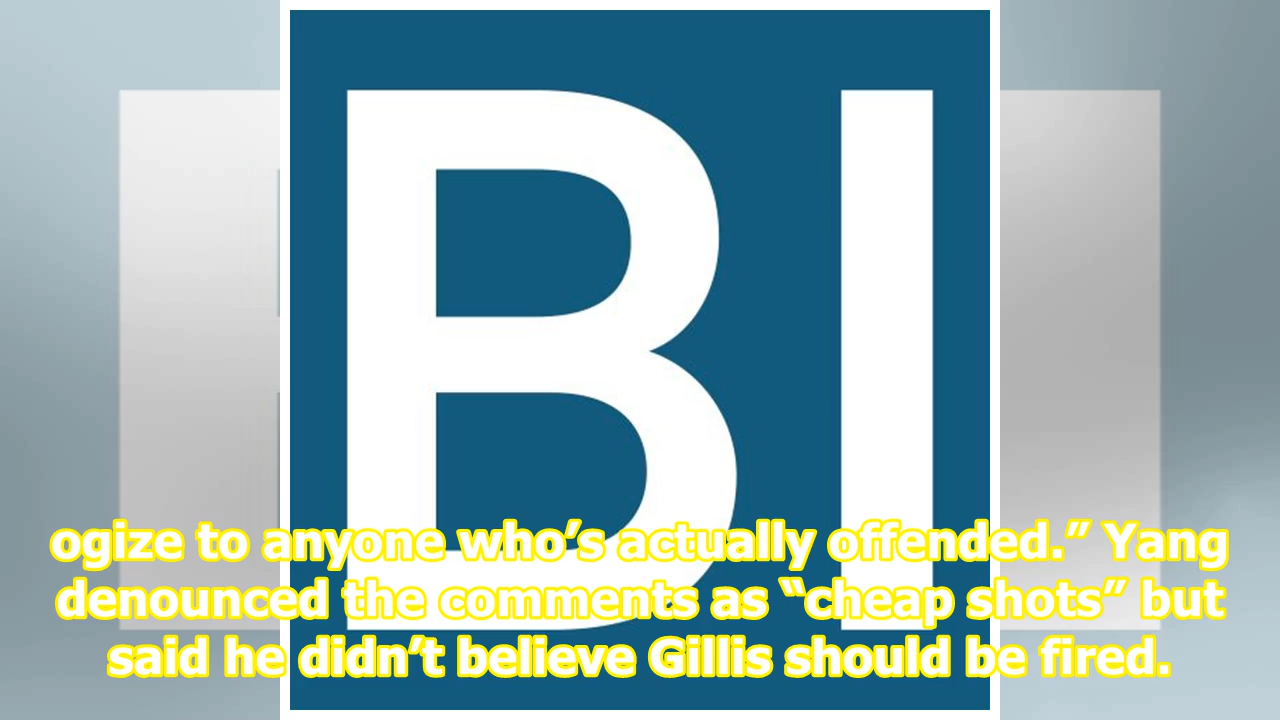 BI
ogize to anyone who’s actually offended.” Yang
denounced the comments as “cheap shots” but
said he didn’t believe Gillis should be fired.